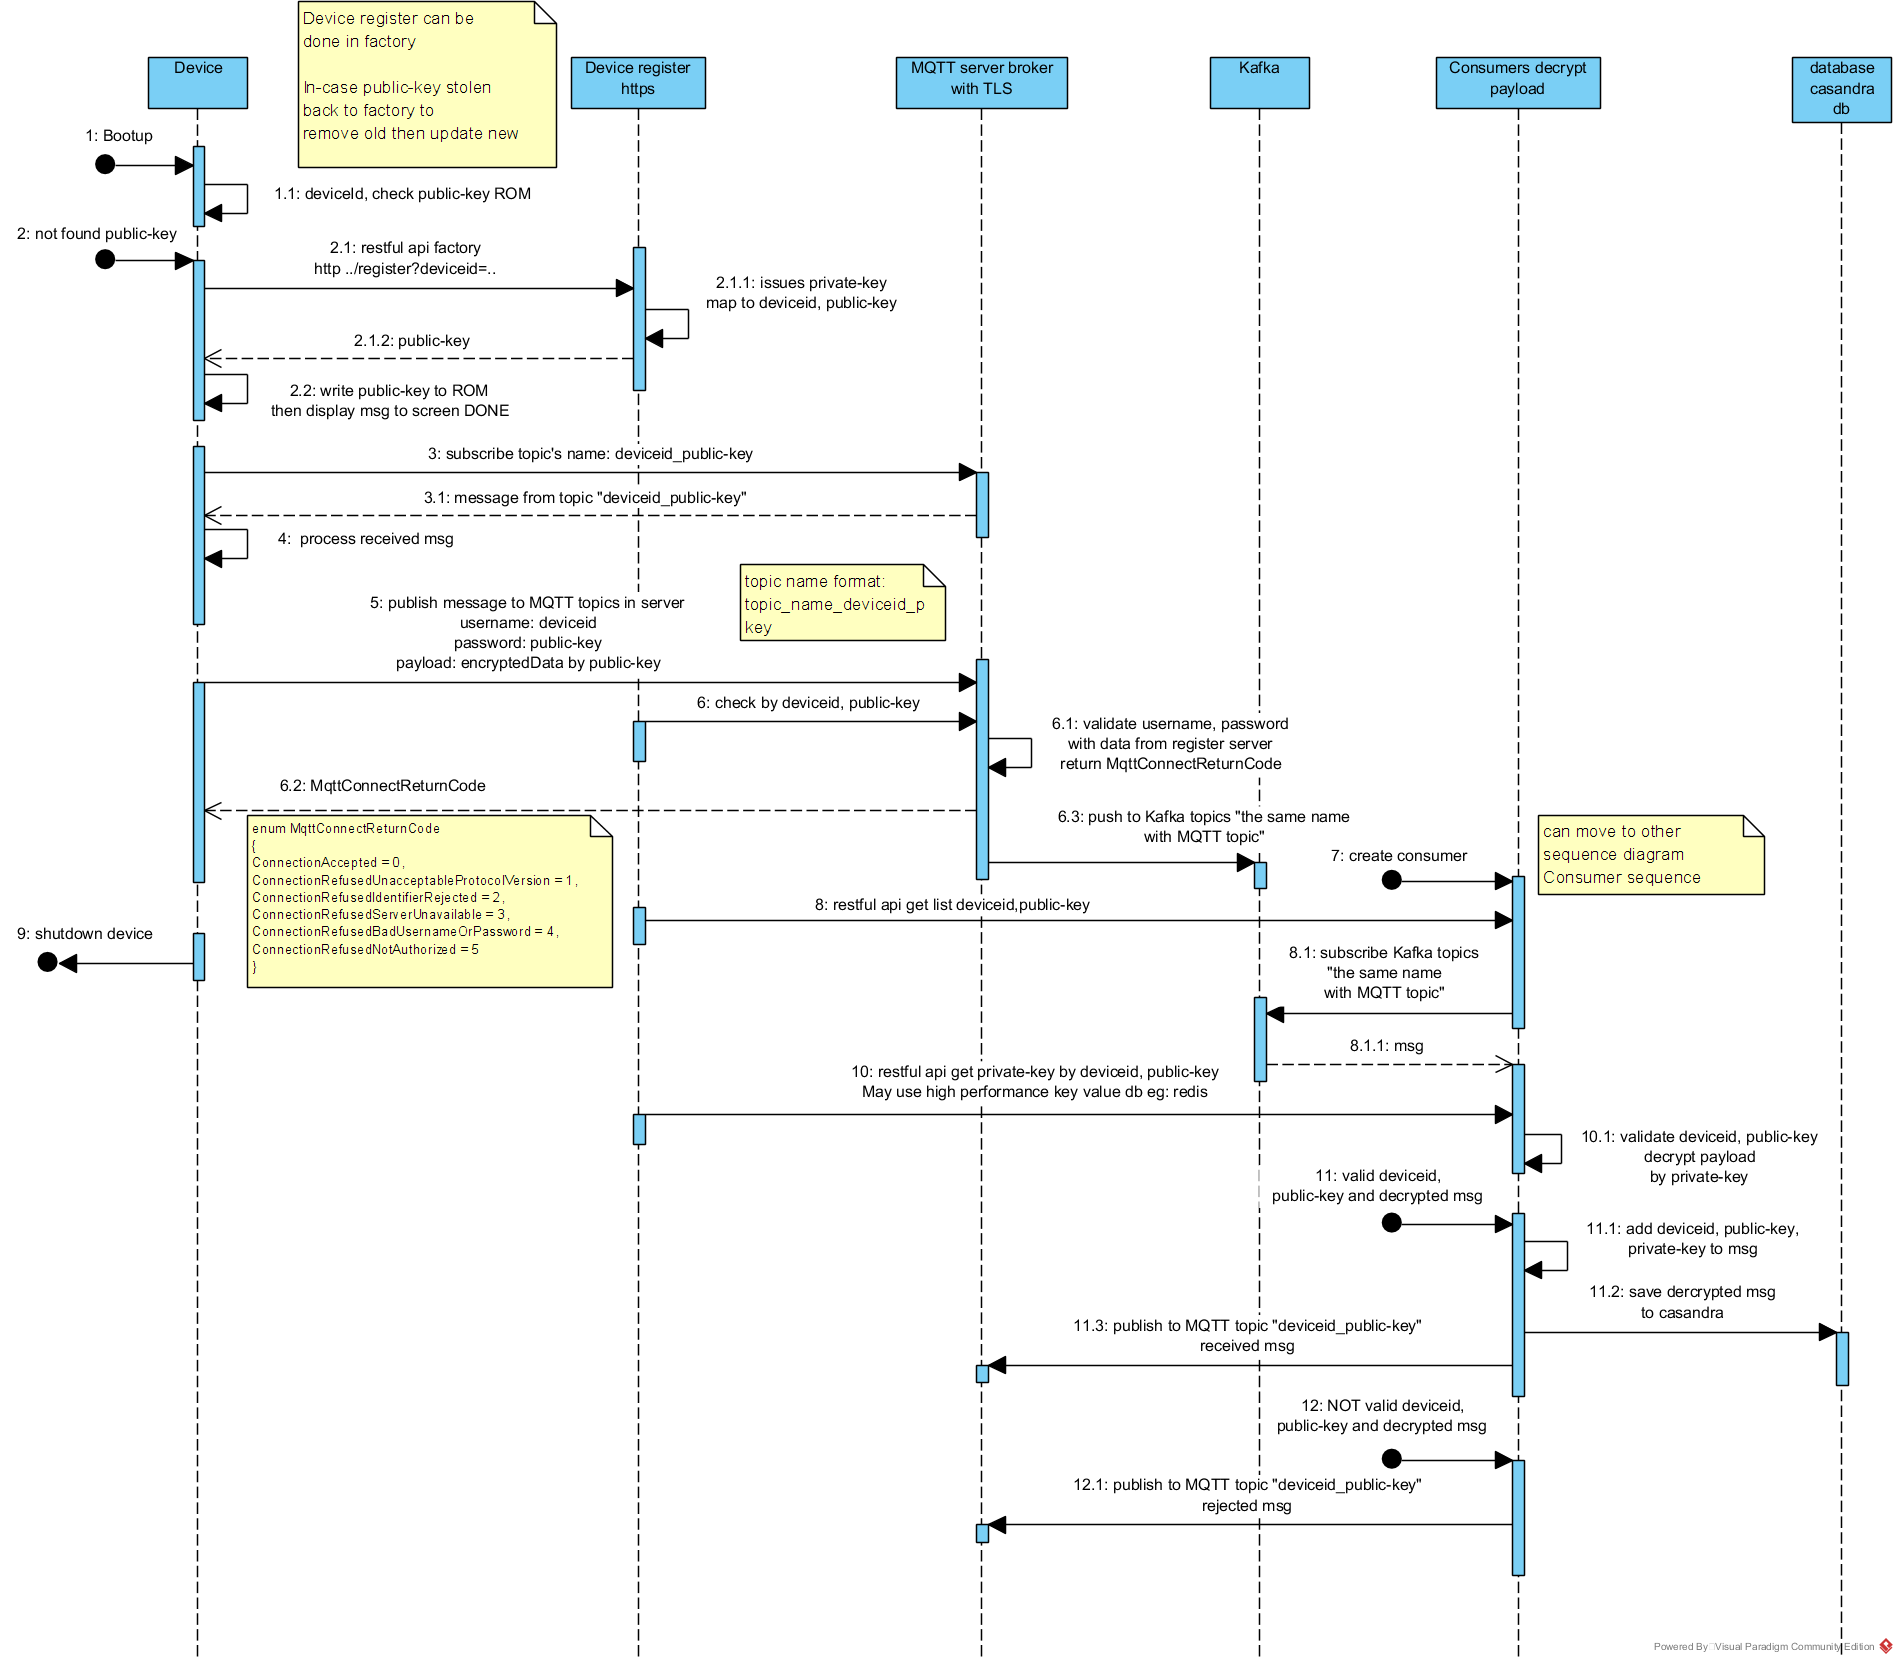 Device register can be
done in factory
In-case public-key stolen
back to factory to
remove old then update new
Device
Device register
https
MQTT server broker
with TLS
Kafka
Consumers decrypt
payload
database
casandra
db
1: Bootup
1.1: deviceId, check public-key ROM
2: not found public-key
2.1: restful api factory
http ../register?deviceid=..
2.1.1: issues private-key
map to deviceid, public-key
2.1.2: public-key
2.2: write public-key to ROM
then display msg to screen DONE
3: subscribe topic's name: deviceid_public-key
3.1: message from topic "deviceid_public-key"
4:  process received msg
topic name format:
topic_name_deviceid_p
key
5: publish message to MQTT topics in server
username: deviceid
password: public-key
payload: encryptedData by public-key
6: check by deviceid, public-key
6.1: validate username, password
with data from register server
return MqttConnectReturnCode
6.2: MqttConnectReturnCode
enum MqttConnectReturnCode
{
ConnectionAccepted = 0,
ConnectionRefusedUnacceptableProtocolVersion = 1,
ConnectionRefusedIdentifierRejected = 2,
ConnectionRefusedServerUnavailable = 3,
ConnectionRefusedBadUsernameOrPassword = 4,
ConnectionRefusedNotAuthorized = 5
}
6.3: push to Kafka topics "the same name
with MQTT topic"
7: create consumer
can move to other
sequence diagram
Consumer sequence
8: restful api get list deviceid,public-key
9: shutdown device
8.1: subscribe Kafka topics
"the same name
with MQTT topic"
8.1.1: msg
10: restful api get private-key by deviceid, public-key
May use high performance key value db eg: redis
10.1: validate deviceid, public-key
decrypt payload
by private-key
11: valid deviceid,
public-key and decrypted msg
11.1: add deviceid, public-key,
private-key to msg
11.2: save dercrypted msg
to casandra
11.3: publish to MQTT topic "deviceid_public-key"
received msg
12: NOT valid deviceid,
public-key and decrypted msg
12.1: publish to MQTT topic "deviceid_public-key"
rejected msg
Powered By Visual Paradigm Community Edition